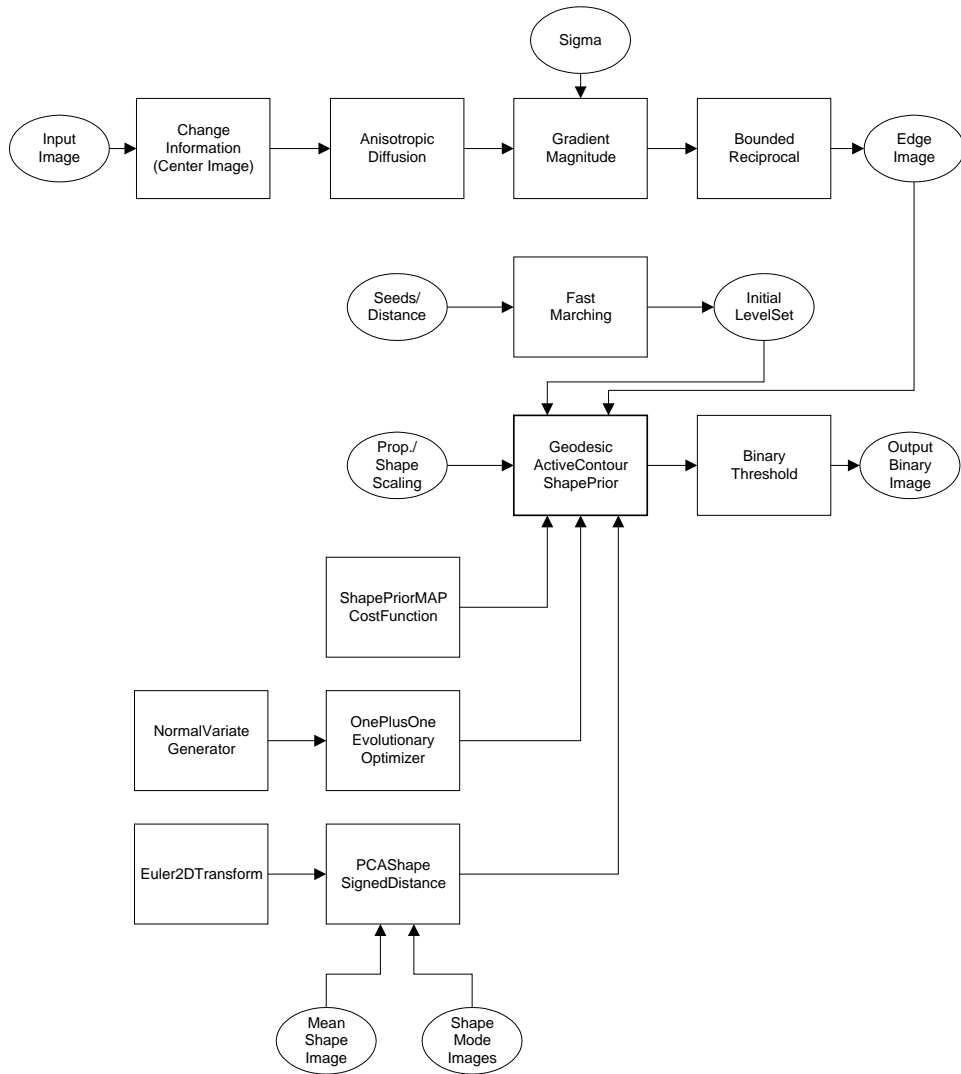 Sigma
Input
Image
Change
Information
(Center Image)
Anisotropic
Diffusion
Gradient
Magnitude
Bounded
Reciprocal
Edge
Image
Seeds/
Distance
Fast
Marching
Initial
LevelSet
Prop./
Shape
Scaling
Geodesic
ActiveContour
ShapePrior
Binary
Threshold
Output
Binary
Image
ShapePriorMAP
CostFunction
NormalVariate
Generator
OnePlusOne
Evolutionary
Optimizer
Euler2DTransform
PCAShape
SignedDistance
Mean
Shape
Image
Shape
Mode
Images